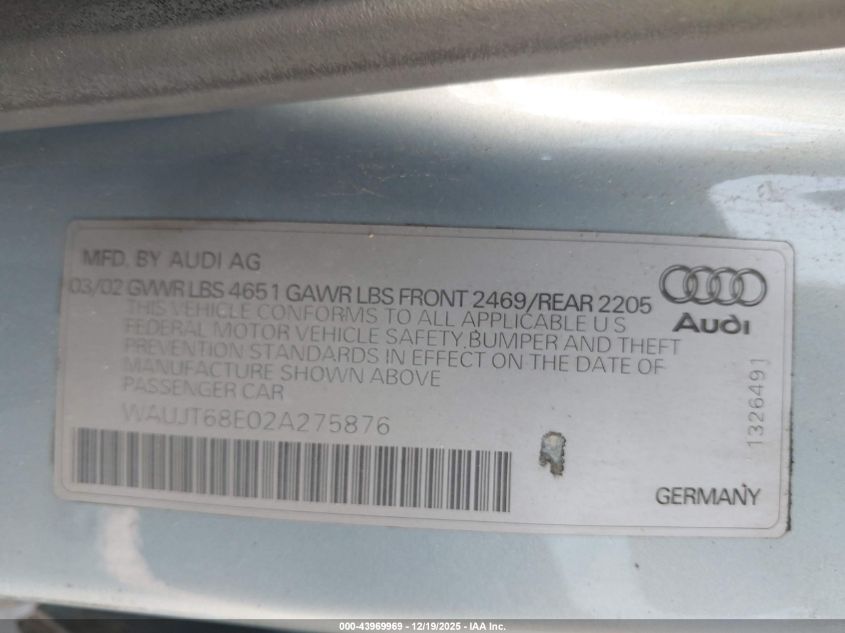 MFD. BY AUDI AG
03/02 GVWR LBS 4651 GAWR LBS FRONT 2469/REAR 2205
THIS VEHICLE CONFORMS TO ALL APPLICABLE U S
FEDERAL MOTOR VEHICLE SAFETY,BUMPER AND THEFT
PREVENTION STANDARDS IN EFFECT ON THE DATE OF
MANUFACTURE SHOWN ABOVE
PASSENGER CAR
WAUJT68E02A275876
Audi
1326491
GERMANY
000-43969969 - 12/19/2025 - IAA Inc.